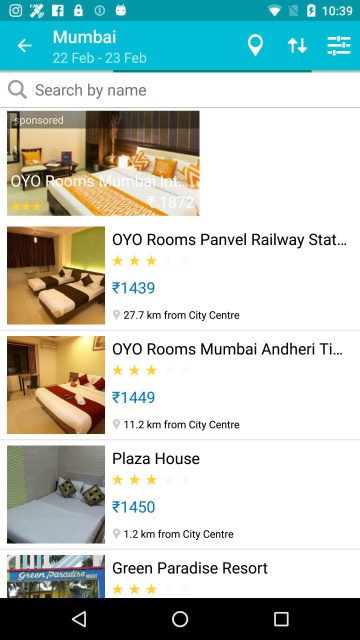 10:39
Mumbai
22 Feb - 23 Feb
Search by name
sponsored
OYO Rooms Mumbai Int...
₹ 1872
OYO Rooms Panvel Railway Stat...
₹1439
27.7 km from City Centre
OYO Rooms Mumbai Andheri Ti...
₹1449
11.2 km from City Centre
Plaza House
₹1450
1.2 km from City Centre
Green Paradise Resort
Green Paradise